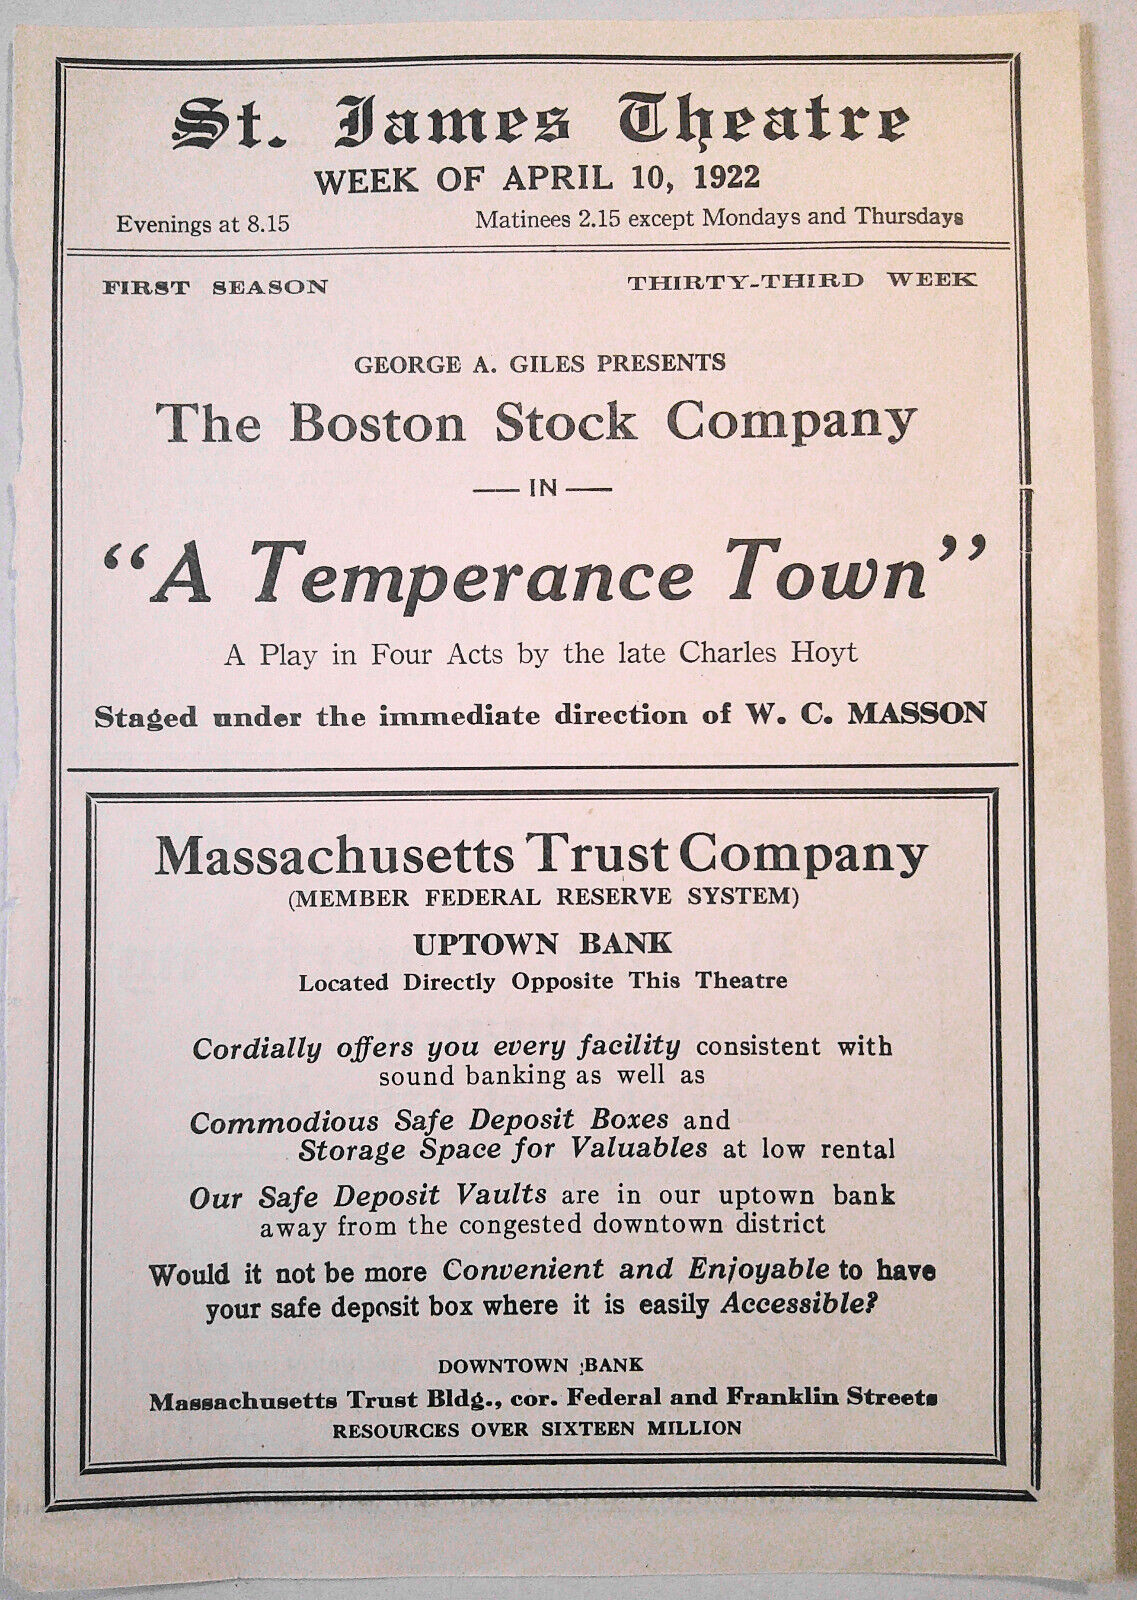 St. James Theatre
WEEK OF APRIL 10, 1922
Evenings at 8.15 Matinees 2.15 except Mondays and Thursdays
FIRST SEASON THIRTY-THIRD WEEK
GEORGE A. GILES PRESENTS
The Boston Stock Company
— IN —
"A Temperance Town"
A Play in Four Acts by the late Charles Hoyt
Staged under the immediate direction of W. C. MASSON
Massachusetts Trust Company
(MEMBER FEDERAL RESERVE SYSTEM)
UPTOWN BANK
Located Directly Opposite This Theatre
Cordially offers you every facility consistent with
sound banking as well as
Commodious Safe Deposit Boxes and
Storage Space for Valuables at low rental
Our Safe Deposit Vaults are in our uptown bank
away from the congested downtown district
Would it not be more Convenient and Enjoyable to have
your safe deposit box where it is easily Accessible?
DOWNTOWN BANK
Massachusetts Trust Bldg., cor. Federal and Franklin Streets
RESOURCES OVER SIXTEEN MILLION